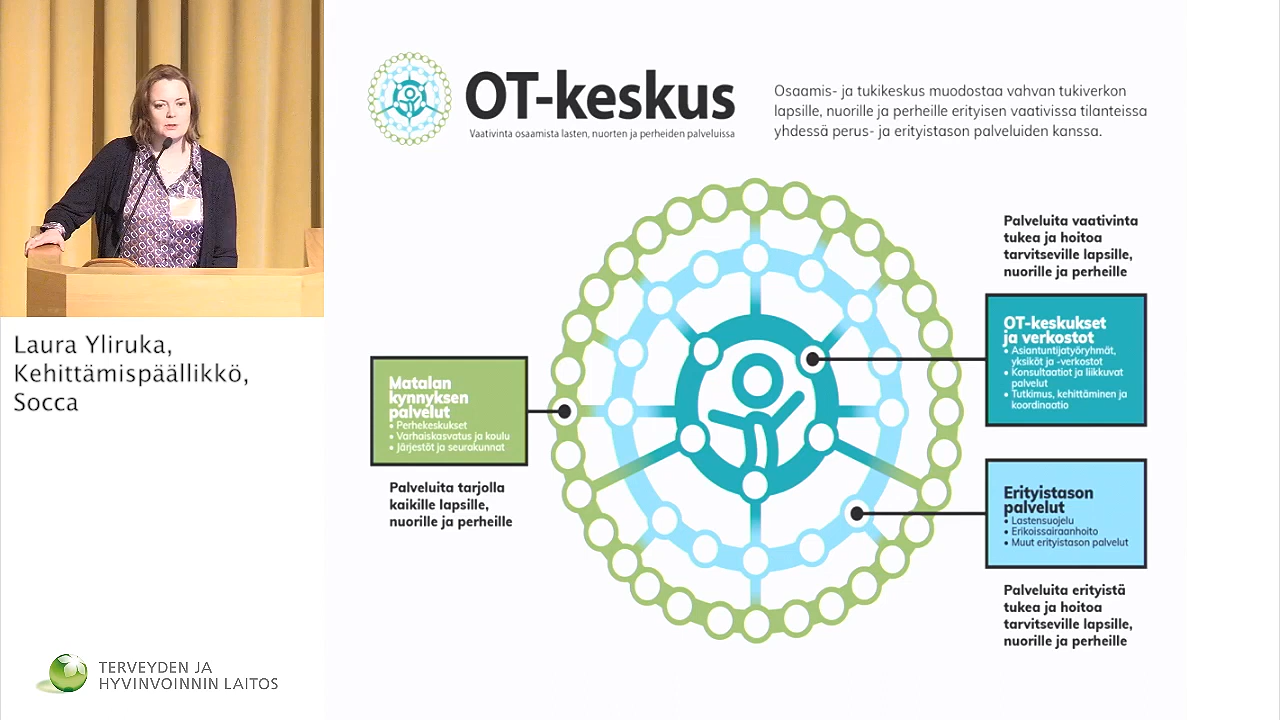 OT-keskus
Vaativinta osaamista lasten, nuorten ja perheiden palveluissa
Osaamis- ja tukikeskus muodostaa vahvan tukiverkon
lapsille, nuorille ja perheille erityisen vaativissa tilanteissa
yhdessä perus- ja erityistason palveluiden kanssa.
Palveluita vaativinta
tukea ja hoitoa
tarvitseville lapsille,
nuorille ja perheille
OT-keskukset
ja verkostot
• Asiantuntijatyöryhmät,
yksiköt ja -verkostot
• Konsultaatiot ja liikkuvat
palvelut
• Tutkimus, kehittäminen ja
koordinaatio
Matalan
kynnyksen
palvelut
• Perhekeskukset
• Varhaiskasvatus ja koulu
• Järjestöt ja seurakunnat
Palveluita tarjolla
kaikille lapsille,
nuorille ja perheille
Erityistason
palvelut
• Lastensuojelu
• Erikoissairaanhoito
• Muut erityistason palvelut
Palveluita erityistä
tukea ja hoitoa
tarvitseville lapsille,
nuorille ja perheille
Laura Yliruka,
Kehittämispäällikkö,
Socca
TERVEYDEN JA
HYVINVOINNIN LAITOS